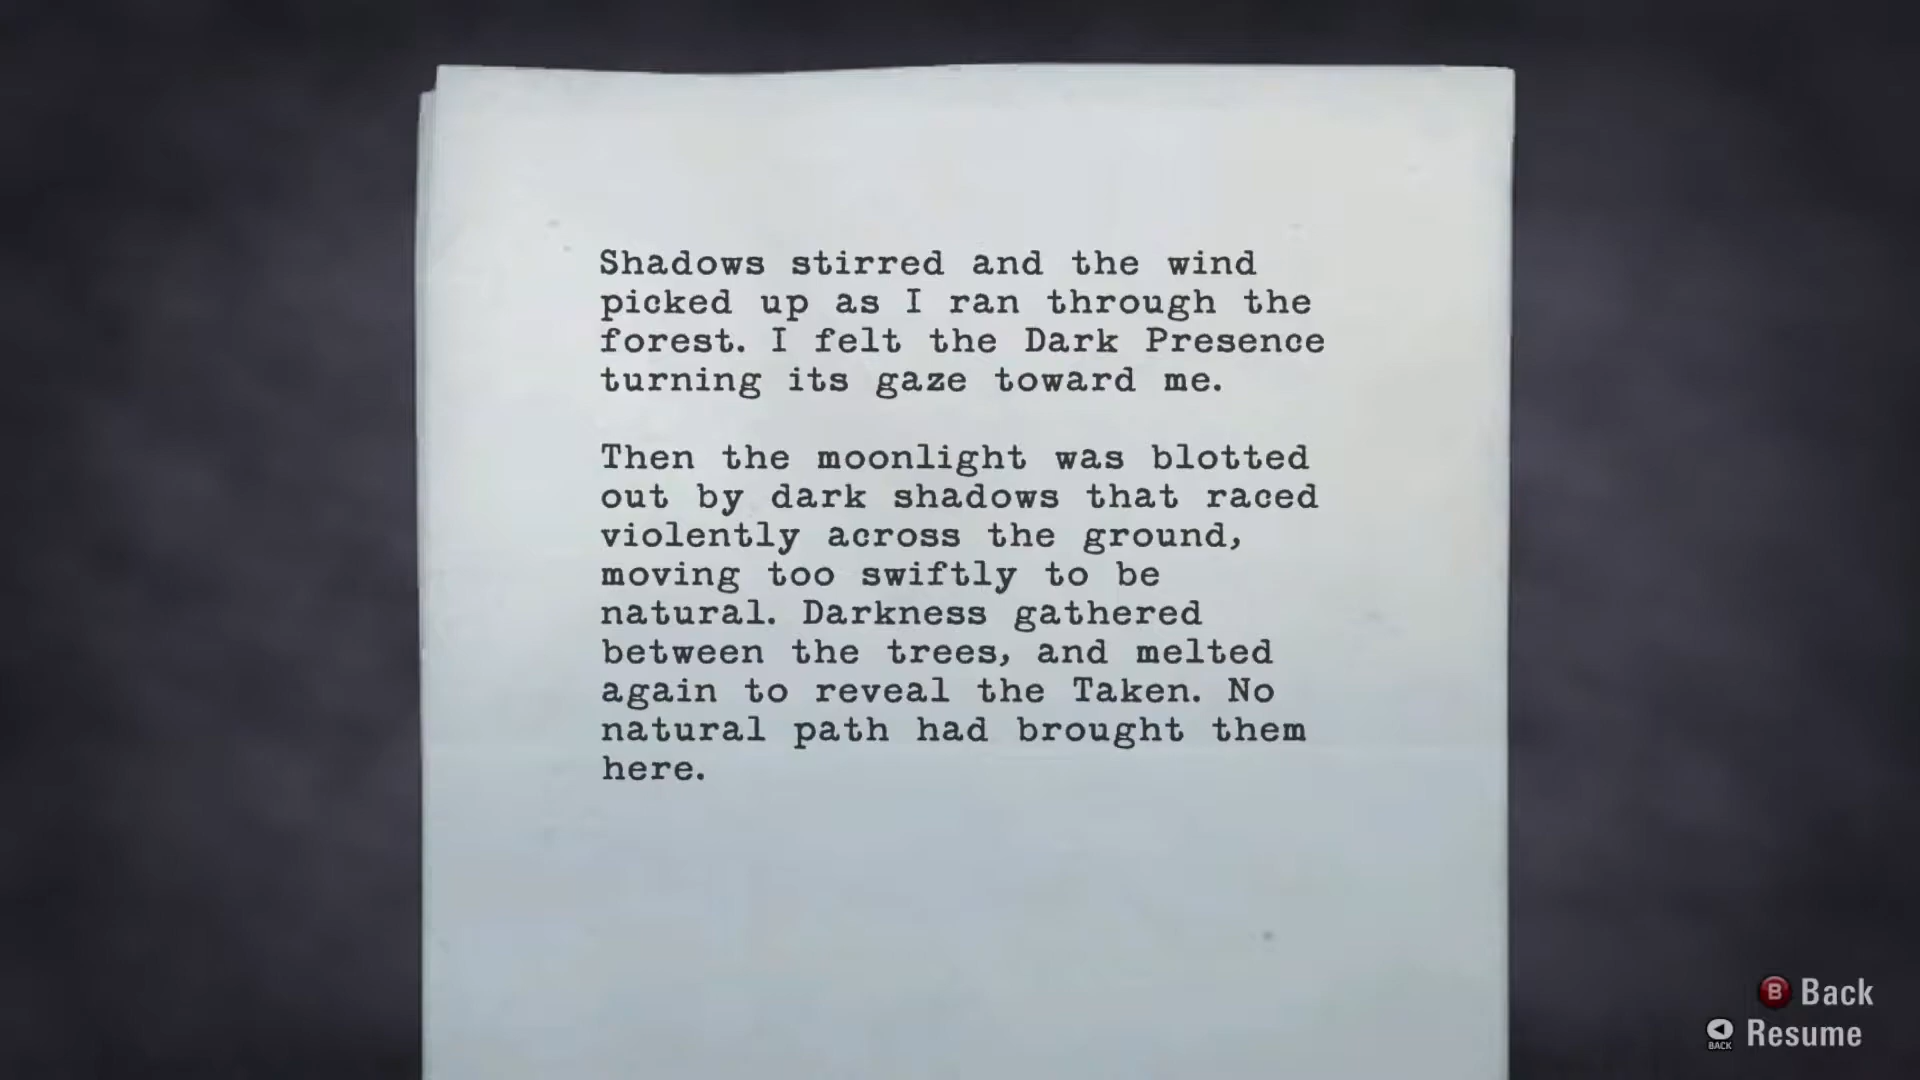 Shadows stirred and the wind
picked up as I ran through the
forest. I felt the Dark Presence
turning its gaze toward me.
Then the moonlight was blotted
out by dark shadows that raced
violently across the ground,
moving too swiftly to be
natural. Darkness gathered
between the trees, and melted
again to reveal the Taken. No
natural path had brought them
here.
B Back
BACK Resume